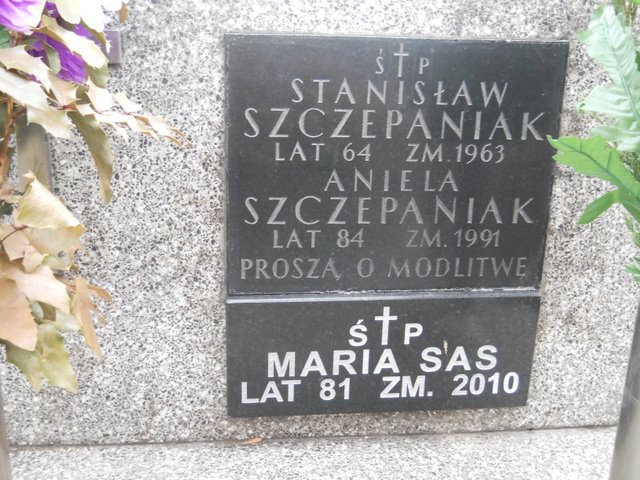 Ś†P
STANISŁAW
SZCZEPANIAK
LAT 64 ZM. 1963
ANIELA
SZCZEPANIAK
LAT 84 ZM. 1991
PROSZĄ O MODLITWĘ
Ś†P
MARIA SAS
LAT 81 ZM. 2010